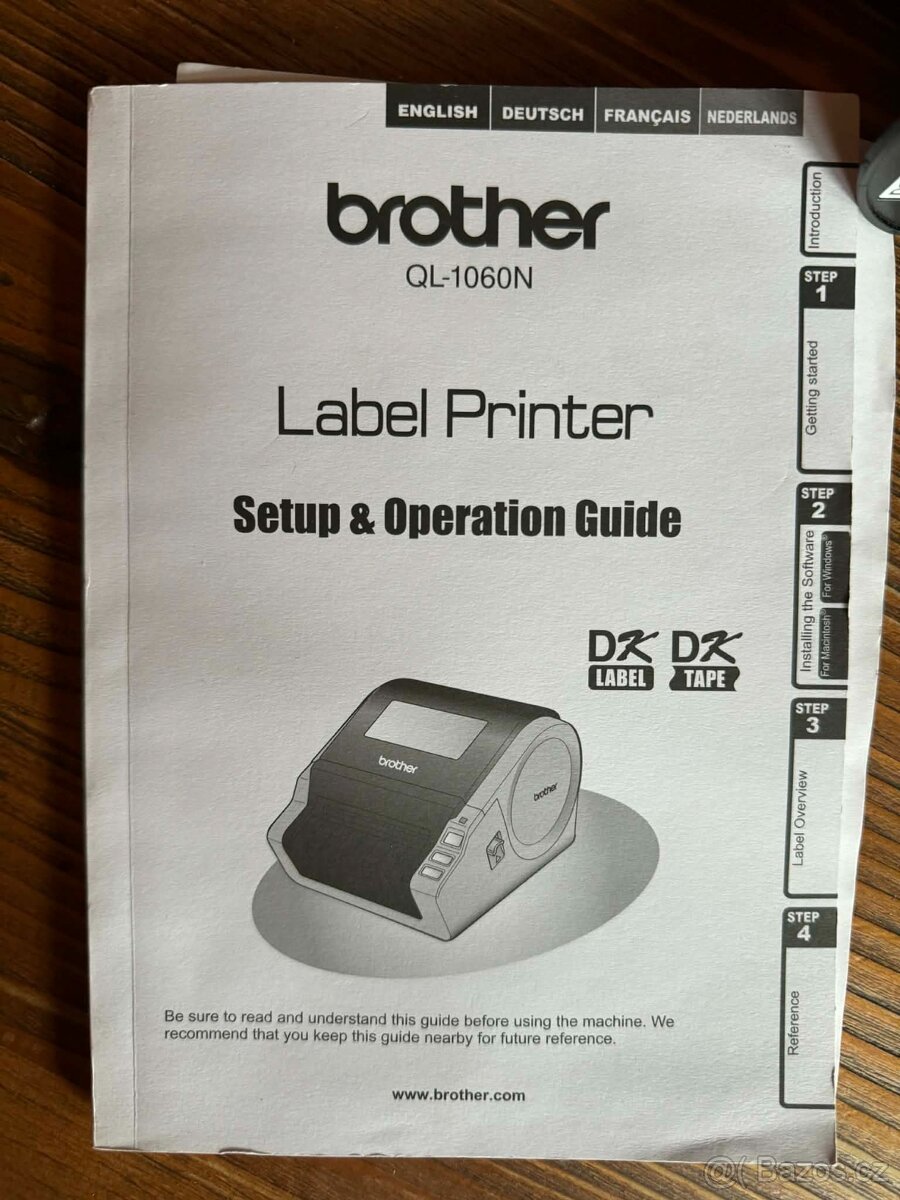 ENGLISH DEUTSCH FRANÇAIS NEDERLANDS
brother
QL-1060N
Label Printer
Setup & Operation Guide
DK LABEL DK TAPE
brother
brother
Be sure to read and understand this guide before using the machine. We
recommend that you keep this guide nearby for future reference.
www.brother.com
Introduction
STEP 1
Getting started
STEP 2
Installing the Software
For Windows®
For Macintosh®
STEP 3
Label Overview
STEP 4
Reference
@( Bazos.cz